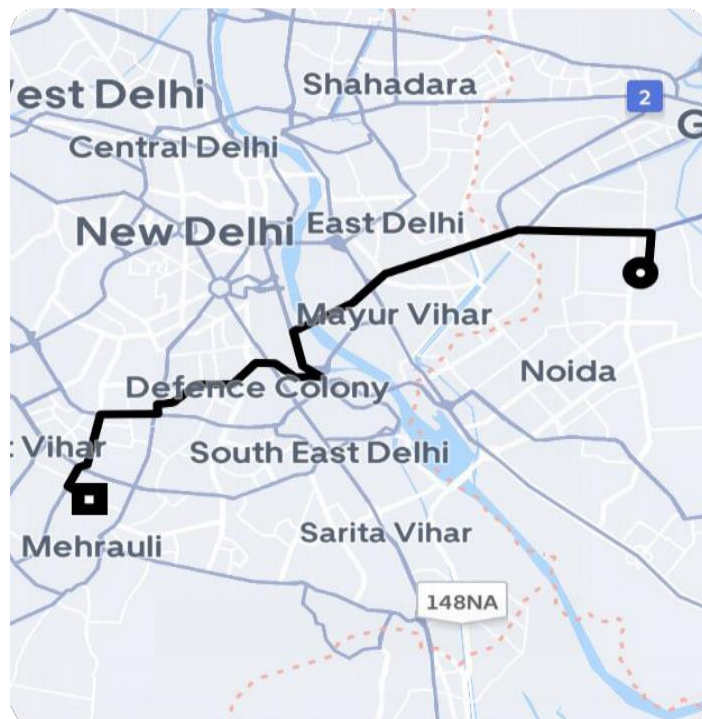 Shahadara
/est Delhi
2
G
Central Delhi
New Delhi
East Delhi
Mayur Vihar
Noida
Defence Colony
t Vihar
South East Delhi
Sarita Vihar
Mehrauli
148NA